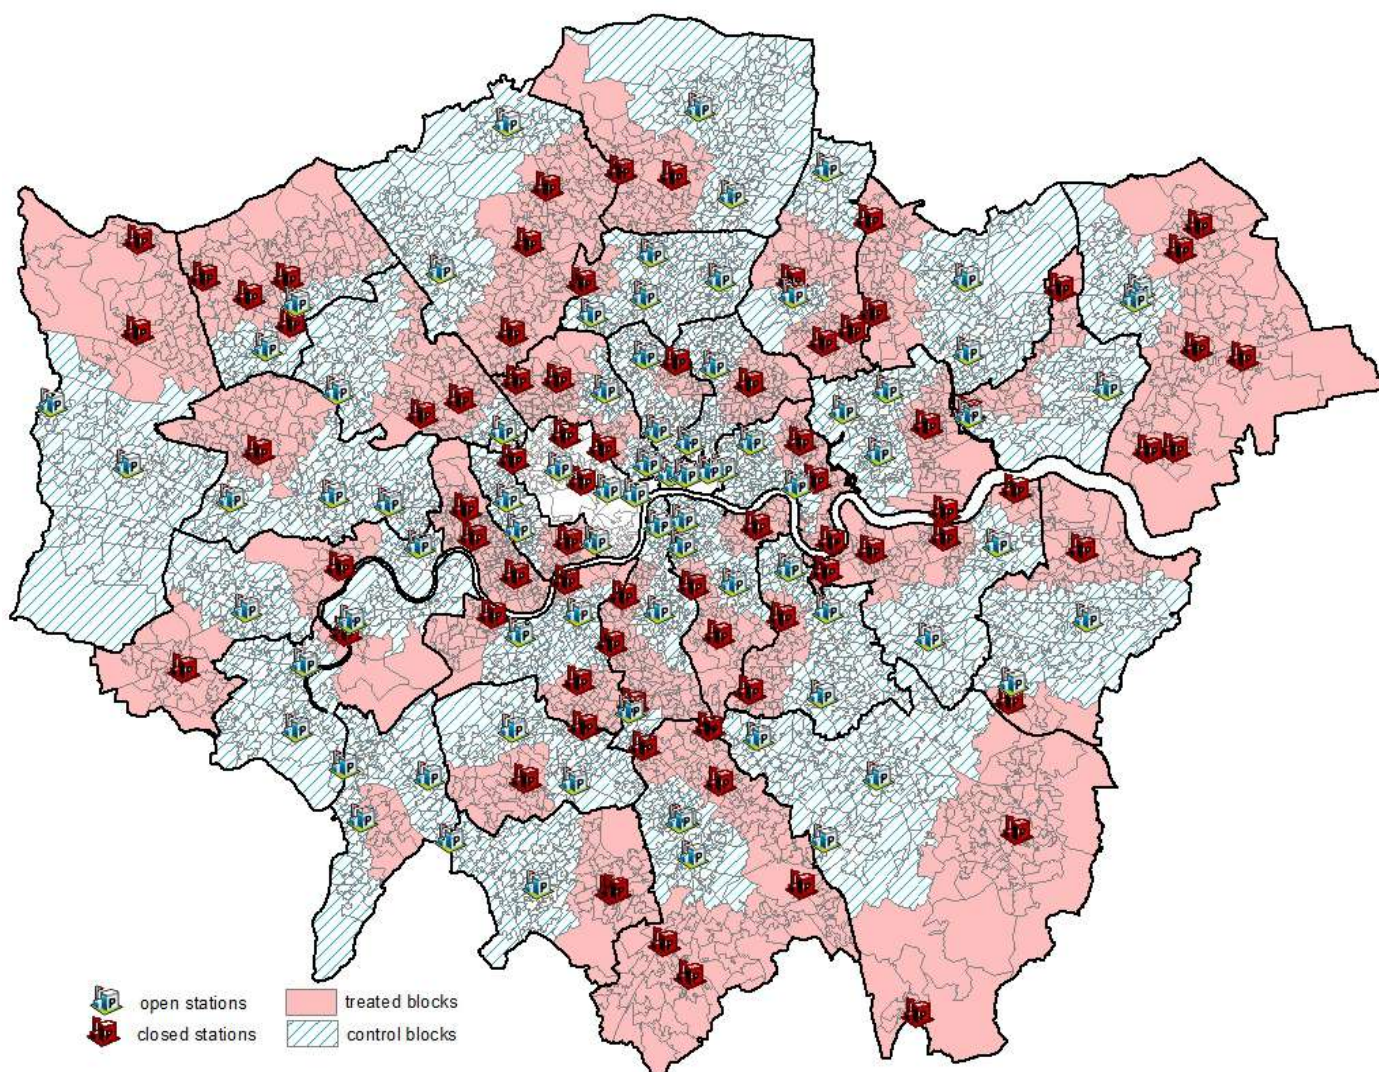 open stations
treated blocks
closed stations
control blocks